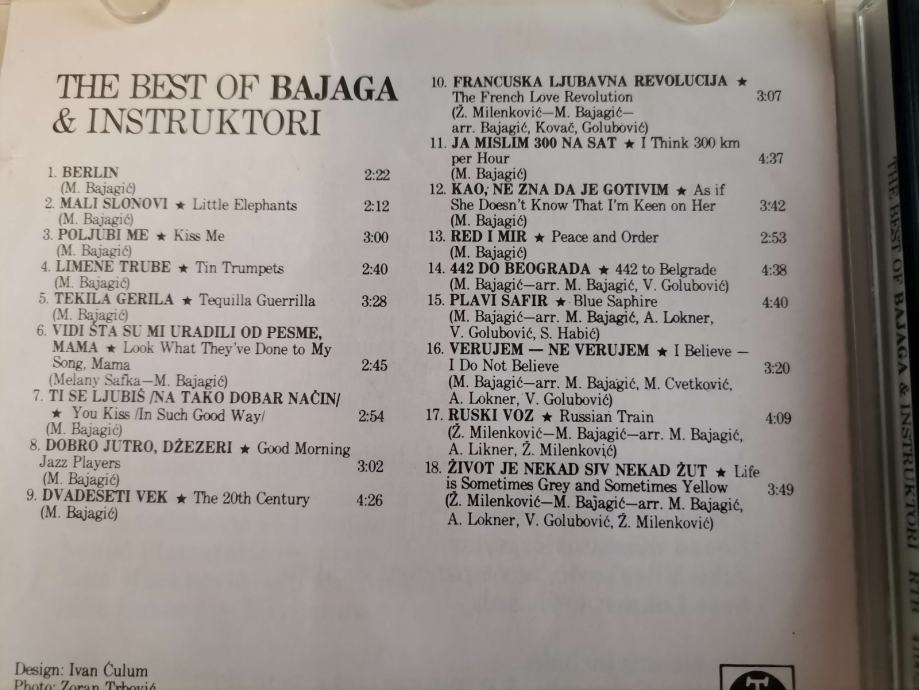 THE BEST OF BAJAGA
& INSTRUKTORI
1. BERLIN 2:22
(M. Bajagić)
2. MALI SLONOVI ★ Little Elephants 2:12
(M. Bajagić)
3. POLJUBI ME ★ Kiss Me 3:00
(M. Bajagić)
4. LIMENE TRUBE ★ Tin Trumpets 2:40
(M. Bajagić)
5. TEKILA GERILA ★ Tequilla Guerrilla 3:28
(M. Bajagić)
6. VIDI ŠTA SU MI URADILI OD PESME,
MAMA ★ Look What They've Done to My
Song, Mama 2:45
(Melany Safka—M. Bajagić)
7. TI SE LJUBIŠ /NA TAKO DOBAR NAČIN/
★ You Kiss /In Such Good Way/ 2:54
(M. Bajagić)
8. DOBRO JUTRO, DŽEZERI ★ Good Morning
Jazz Players 3:02
(M. Bajagić)
9. DVADESETI VEK ★ The 20th Century 4:26
(M. Bajagić)
10. FRANCUSKA LJUBAVNA REVOLUCIJA ★
The French Love Revolution 3:07
(Ž. Milenković—M. Bajagić—
arr. Bajagić, Kovač, Golubović)
11. JA MISLIM 300 NA SAT ★ I Think 300 km
per Hour 4:37
(M. Bajagić)
12. KAO, NE ZNA DA JE GOTIVIM ★ As if
She Doesn't Know That I'm Keen on Her 3:42
(M. Bajagić)
13. RED I MIR ★ Peace and Order 2:53
(M. Bajagić)
14. 442 DO BEOGRADA ★ 442 to Belgrade 4:38
(M. Bajagić—arr. M. Bajagić, V. Golubović)
15. PLAVI SAFIR ★ Blue Saphire 4:40
(M. Bajagić—arr. M. Bajagić, A. Lokner,
V. Golubović, S. Habić)
16. VERUJEM — NE VERUJEM ★ I Believe —
I Do Not Believe 3:20
(M. Bajagić—arr. M. Bajagić, M. Cvetković,
A. Lokner, V. Golubović)
17. RUSKI VOZ ★ Russian Train 4:09
(Ž. Milenković—M. Bajagić—arr. M. Bajagić,
A. Likner, Ž. Milenković)
18. ŽIVOT JE NEKAD SIV NEKAD ŽUT ★ Life
is Sometimes Grey and Sometimes Yellow 3:49
(Ž. Milenković—M. Bajagić—arr. M. Bajagić,
A. Lokner, V. Golubović, Ž. Milenković)
Design: Ivan Ćulum
Photo: Zoran Trbović
THE BEST OF BAJAGA & INSTRUKTORI RTB